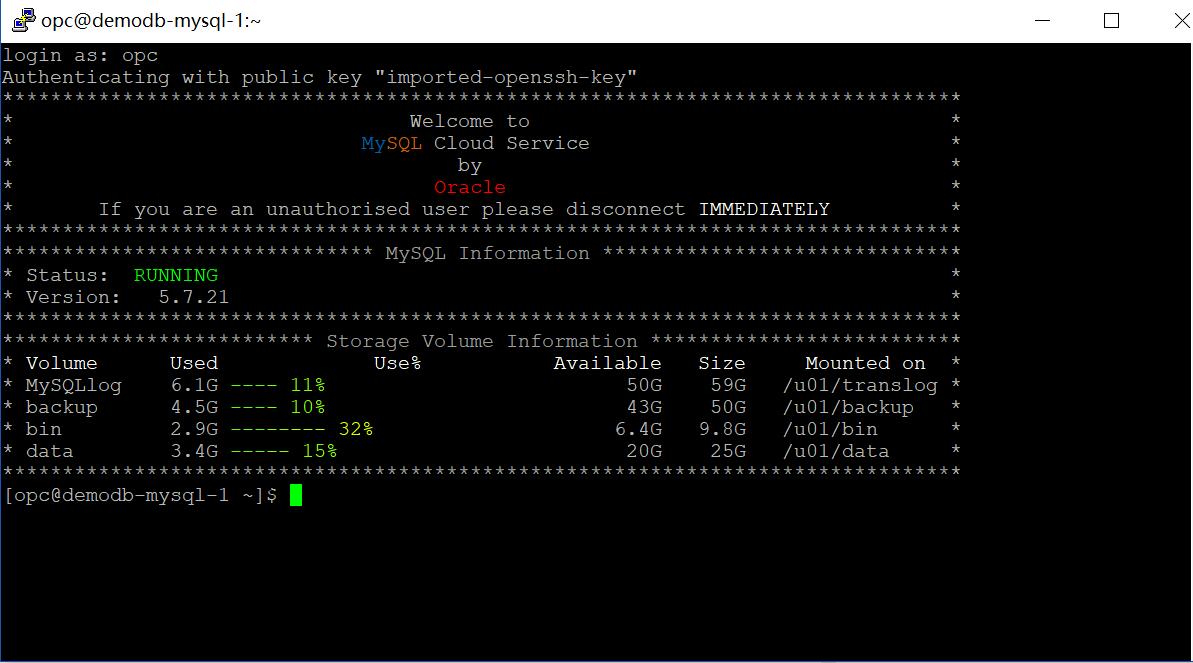 opc@demodb-mysql-1:~
login as: opc
Authenticating with public key "imported-openssh-key"
********************************************************************************
* Welcome to *
* MySQL Cloud Service *
* by *
* Oracle *
* If you are an unauthorised user please disconnect IMMEDIATELY *
********************************************************************************
******************************* MySQL Information ******************************
* Status: RUNNING *
* Version: 5.7.21 *
********************************************************************************
************************** Storage Volume Information **************************
* Volume Used Use% Available Size Mounted on *
* MySQLlog 6.1G ---- 11% 50G 59G /u01/translog *
* backup 4.5G ---- 10% 43G 50G /u01/backup *
* bin 2.9G -------- 32% 6.4G 9.8G /u01/bin *
* data 3.4G ----- 15% 20G 25G /u01/data *
********************************************************************************
[opc@demodb-mysql-1 ~]$